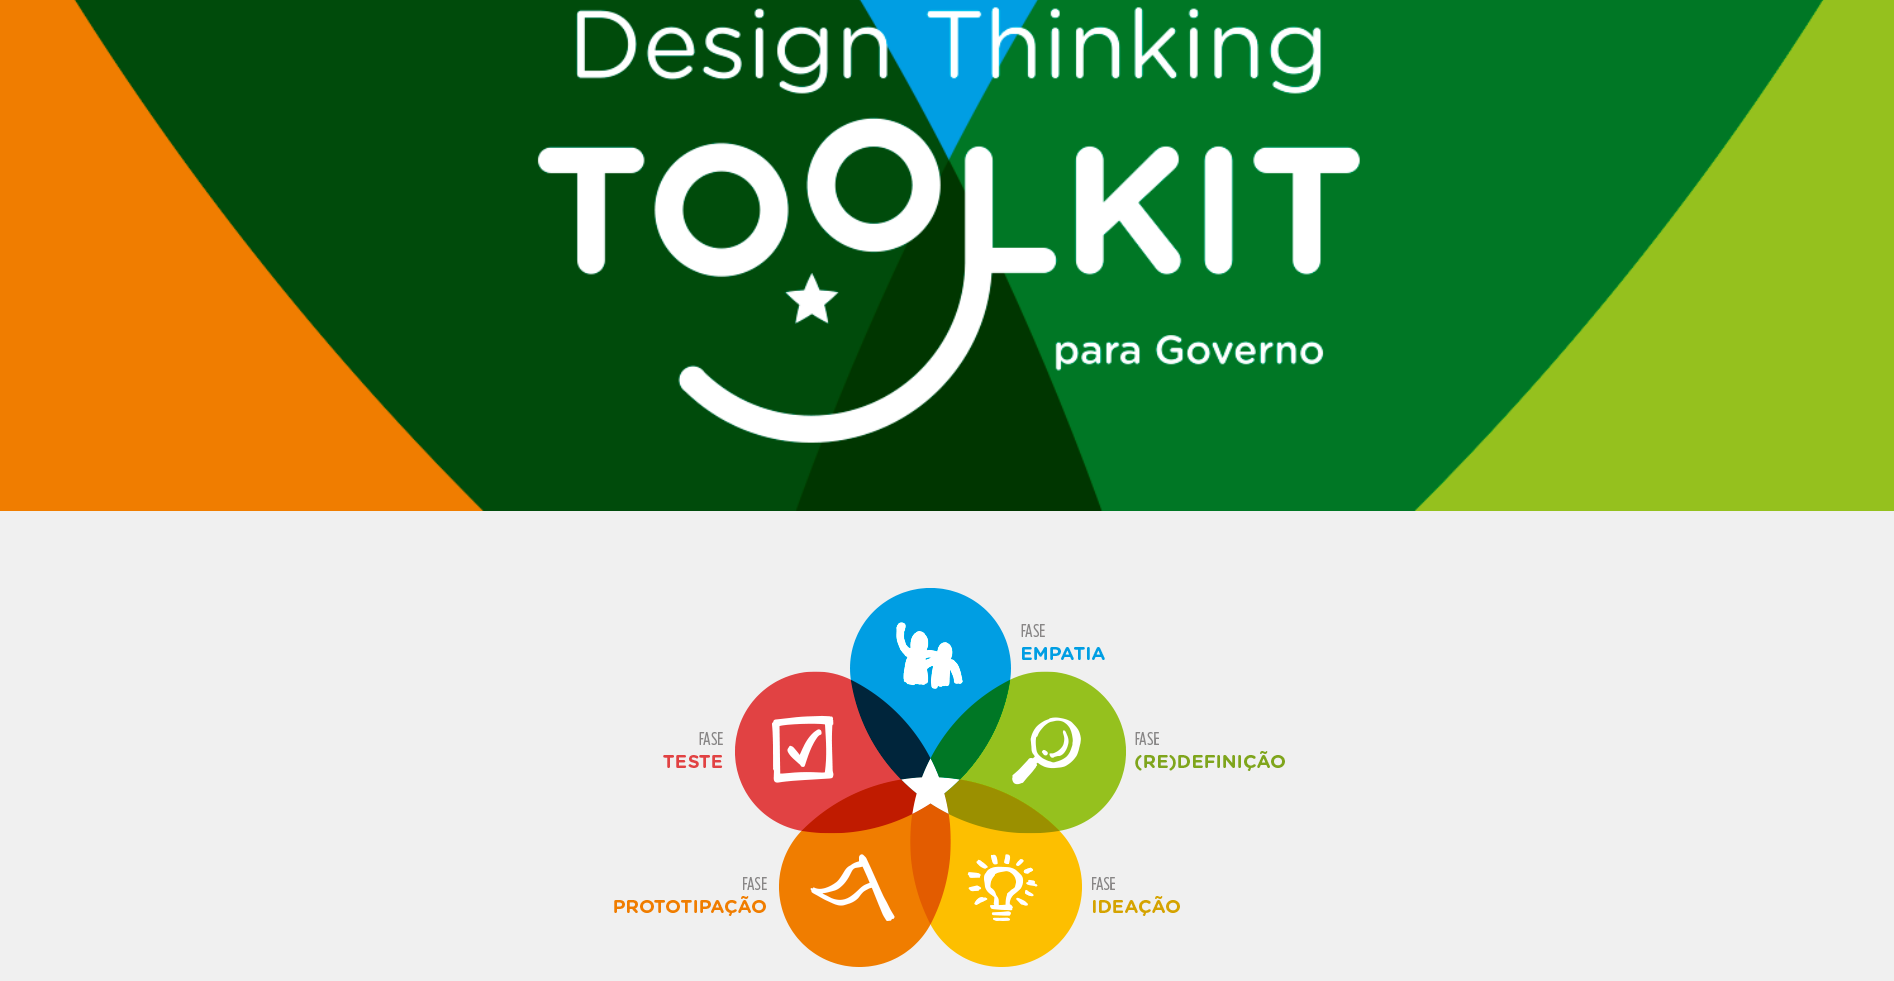 Design Thinking
TOOLKIT
para Governo
FASE
EMPATIA
FASE
TESTE
FASE
(RE)DEFINIÇÃO
FASE
PROTOTIPAÇÃO
FASE
IDEAÇÃO